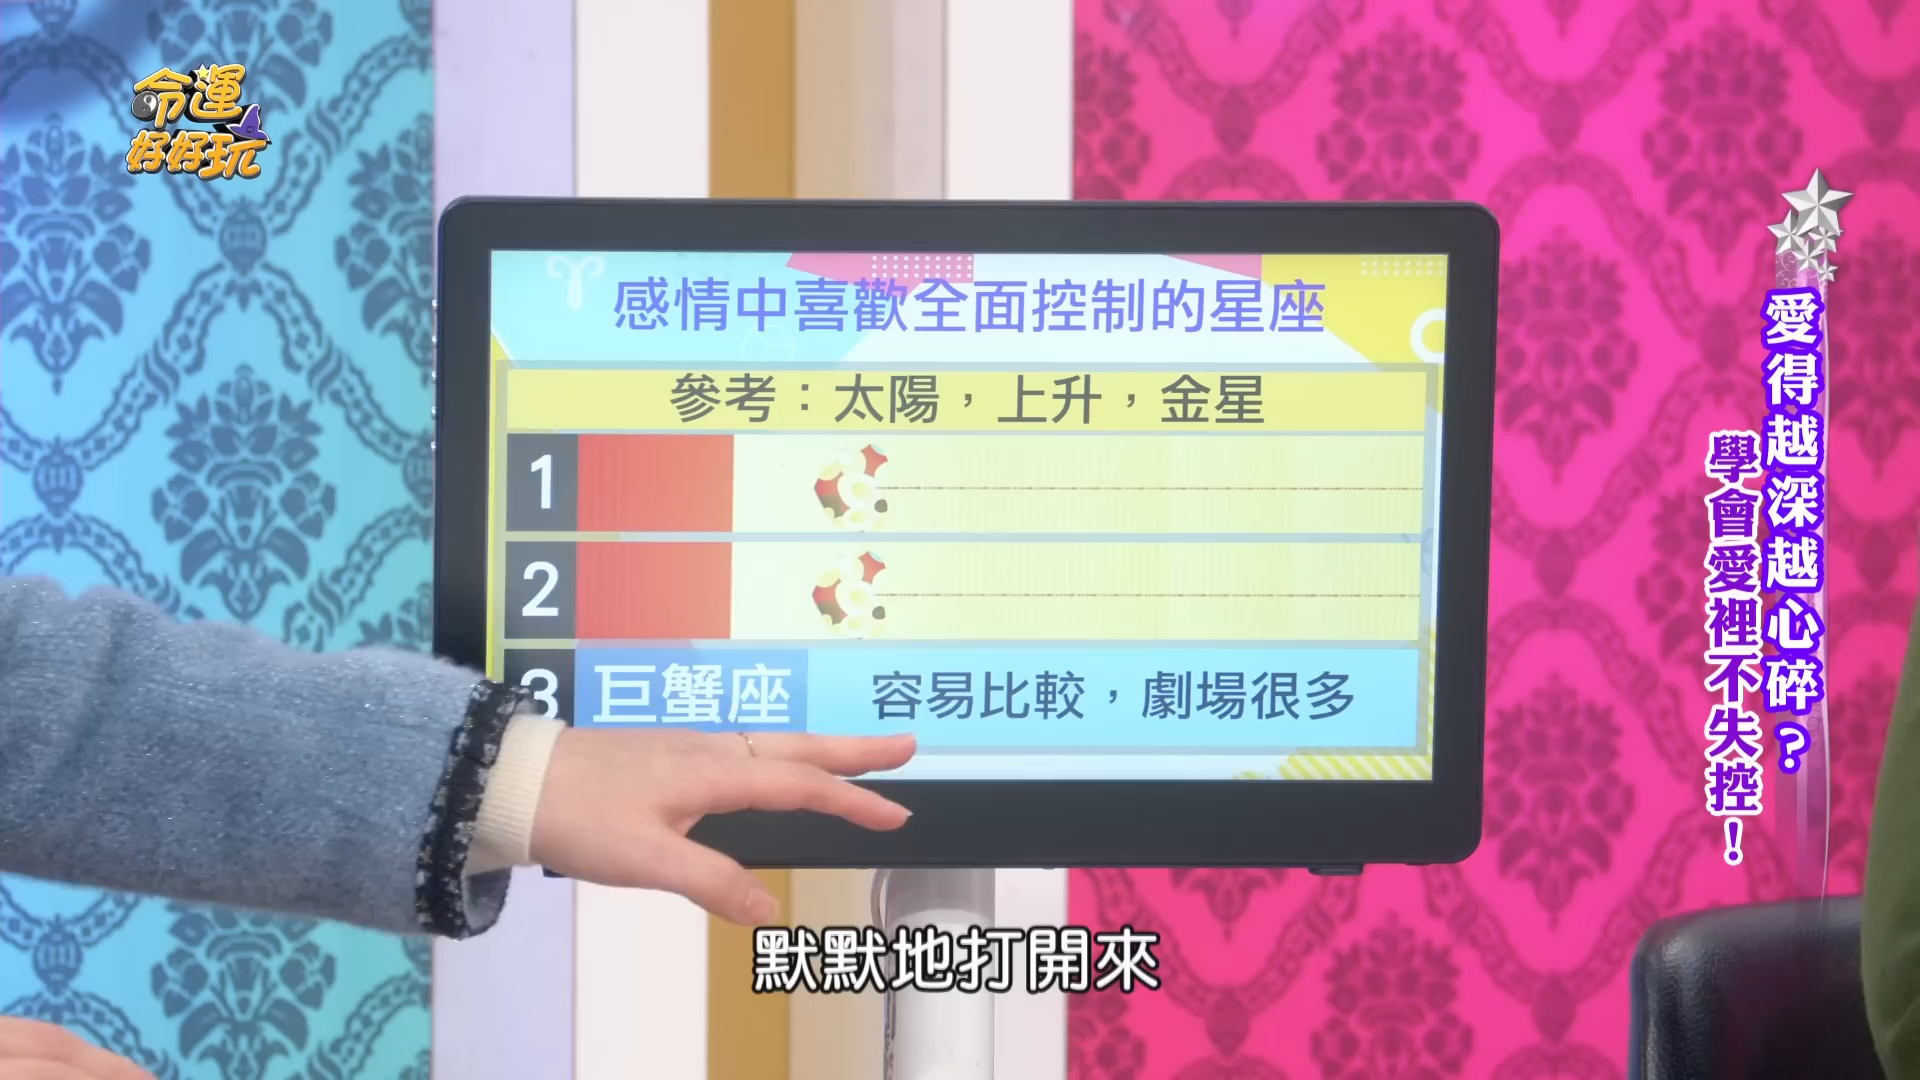 命運
好好玩
感情中喜歡全面控制的星座
參考：太陽，上升，金星
1
2
3 巨蟹座 容易比較，劇場很多
愛得越深越心碎？
學會愛裡不失控！
默默地打開來